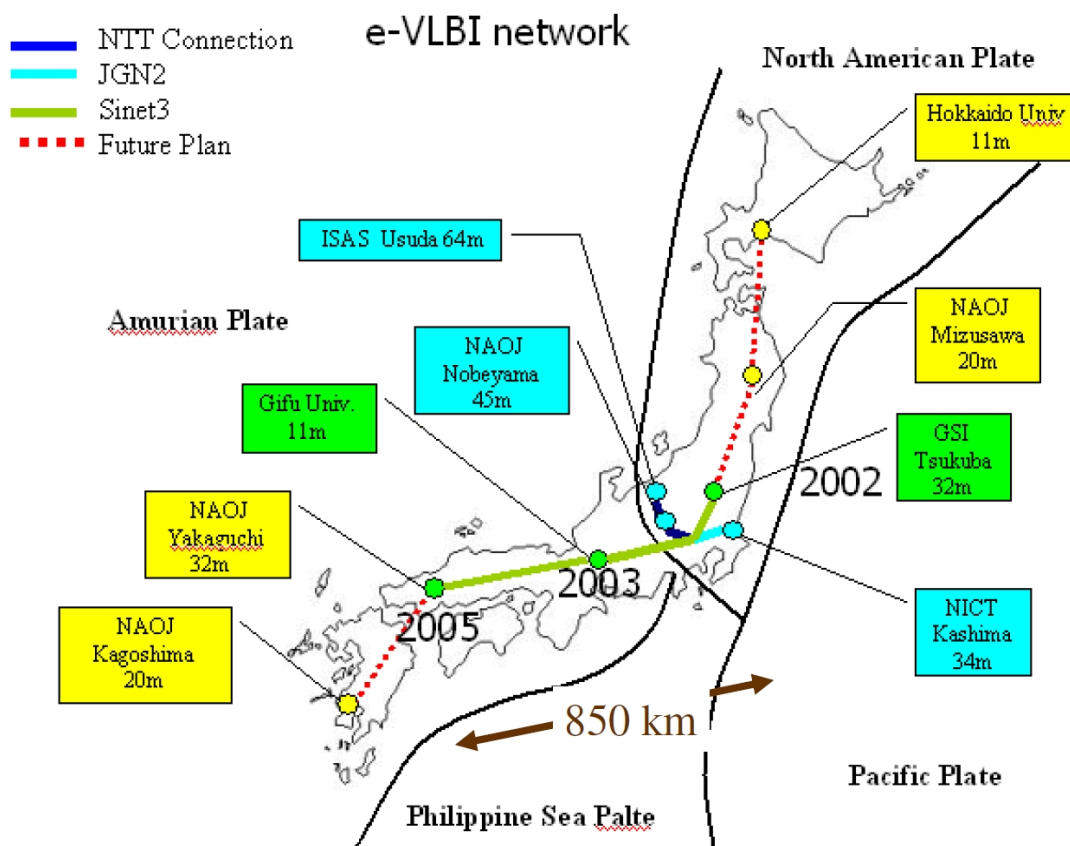 e-VLBI network
NTT Connection
JGN2
Sinet3
Future Plan
North American Plate
Hokkaido Univ
11m
ISAS Usuda 64m
Amurian Plate
NAOJ
Mizusawa
20m
NAOJ
Nobeyama
45m
Gifu Univ.
11m
GSI
Tsukuba
32m
2002
NAOJ
Yakaguchi
32m
2003
2005
NAOJ
Kagoshima
20m
NICT
Kashima
34m
850 km
Pacific Plate
Philippine Sea Palte